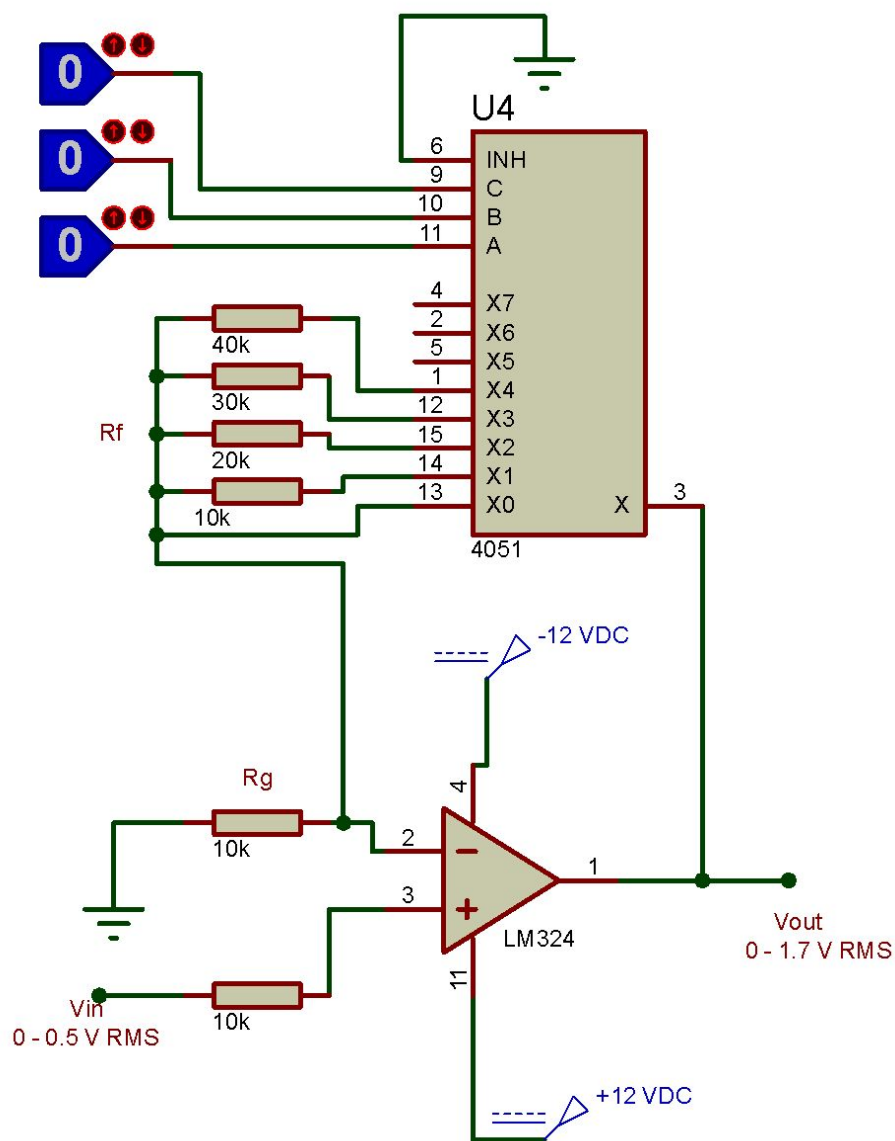 0
0
0
U4
6
INH
9
C
10
B
11
A
4
X7
2
X6
5
X5
1
X4
12
X3
15
X2
14
X1
13
X0
X
3
4051
40k
30k
Rf
20k
10k
-12 VDC
Rg
10k
4
2
1
3
LM324
11
Vout
0 - 1.7 V RMS
Vin
0 - 0.5 V RMS
10k
+12 VDC